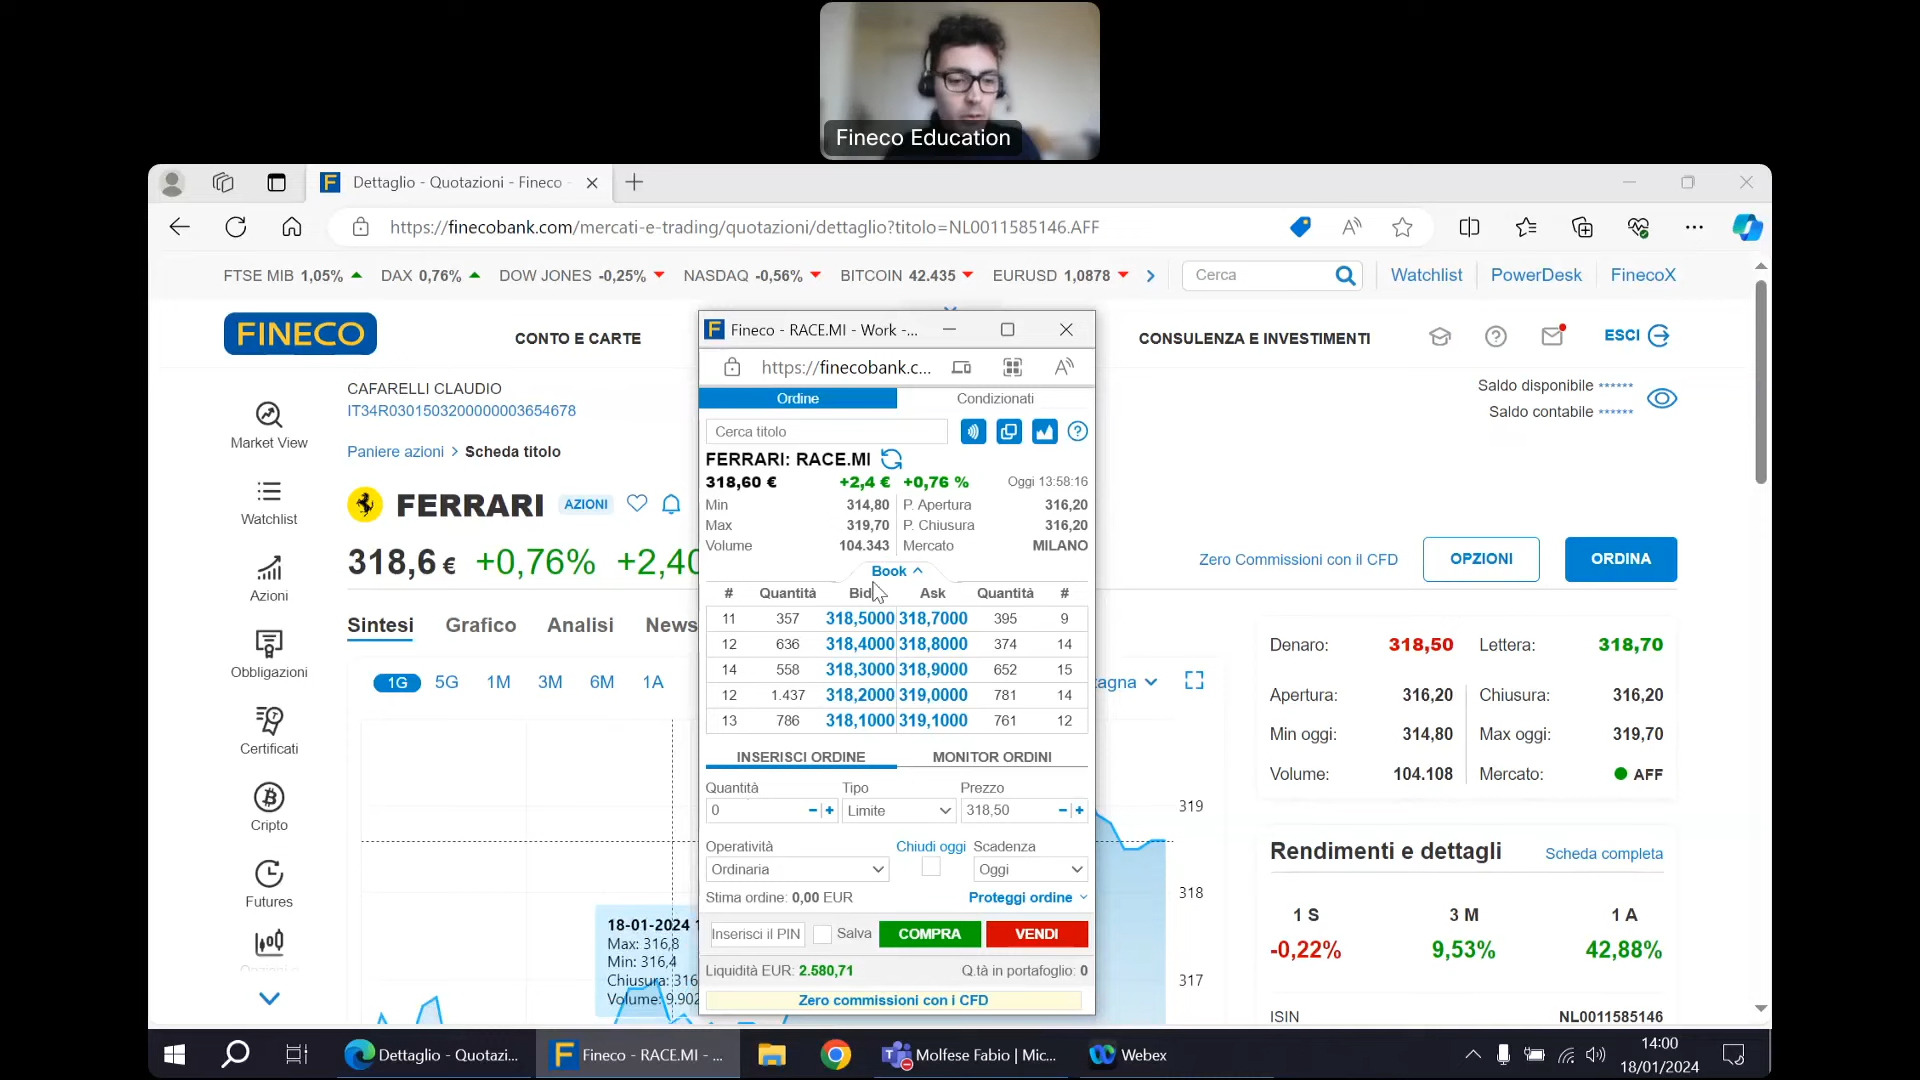 Fineco Education
Dettaglio - Quotazioni - Fineco
https://finecobank.com/mercati-e-trading/quotazioni/dettaglio?titolo=NL0011585146.AFF
FTSE MIB 1,05% DAX 0,76% DOW JONES -0,25% NASDAQ -0,56% BITCOIN 42.435 EURUSD 1,0878 Cerca Watchlist PowerDesk FinecoX
FINECO CONTO E CARTE CONSULENZA E INVESTIMENTI ESCI
CAFARELLI CLAUDIO
IT34R0301503200000003654678
Saldo disponibile ******
Saldo contabile ******
Paniere azioni > Scheda titolo
Market View
Watchlist
Azioni
Obbligazioni
Certificati
Cripto
Futures
FERRARI AZIONI
318,6 € +0,76% +2,40
Zero Commissioni con il CFD OPZIONI ORDINA
Sintesi Grafico Analisi News
1G 5G 1M 3M 6M 1A
319
318
317
18-01-2024 1
Max: 316,8
Min: 316,4
Chiusura: 316
Volume: 9.902
Fineco - RACE.MI - Work -...
https://finecobank.c...
Ordine Condizionati
Cerca titolo
FERRARI: RACE.MI
318,60 € +2,4 € +0,76 % Oggi 13:58:16
Min 314,80 P. Apertura 316,20
Max 319,70 P. Chiusura 316,20
Volume 104.343 Mercato MILANO
Book
# Quantità Bid Ask Quantità #
11 357 318,5000 318,7000 395 9
12 636 318,4000 318,8000 374 14
14 558 318,3000 318,9000 652 15
12 1.437 318,2000 319,0000 781 14
13 786 318,1000 319,1000 761 12
INSERISCI ORDINE MONITOR ORDINI
Quantità Tipo Prezzo
0 Limite 318,50
Operatività Chiudi oggi Scadenza
Ordinaria Oggi
Stima ordine: 0,00 EUR Proteggi ordine
Inserisci il PIN Salva COMPRA VENDI
Liquidità EUR: 2.580,71 Q.tà in portafoglio: 0
Zero commissioni con i CFD
Denaro: 318,50 Lettera: 318,70
Apertura: 316,20 Chiusura: 316,20
Min oggi: 314,80 Max oggi: 319,70
Volume: 104.108 Mercato: AFF
Rendimenti e dettagli Scheda completa
1 S 3 M 1 A
-0,22% 9,53% 42,88%
ISIN NL0011585146
Dettaglio - Quotazi... Fineco - RACE.MI - ... Molfese Fabio | Mic... Webex
14:00
18/01/2024